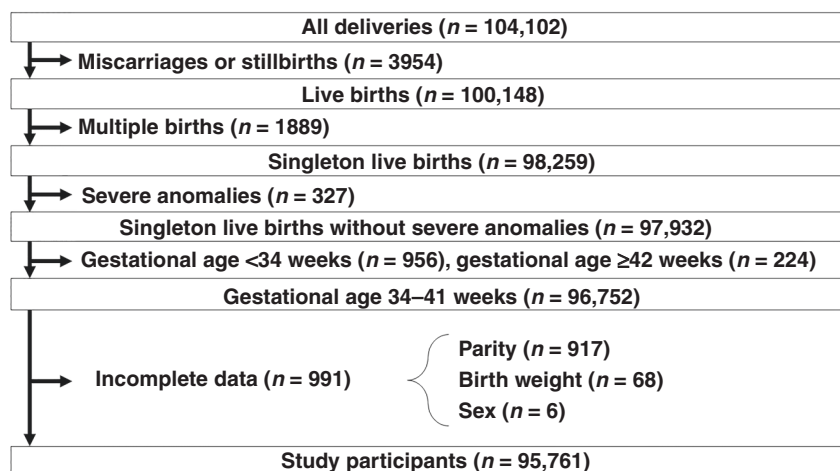 All deliveries (n = 104,102)
Miscarriages or stillbirths (n = 3954)
Live births (n = 100,148)
Multiple births (n = 1889)
Singleton live births (n = 98,259)
Severe anomalies (n = 327)
Singleton live births without severe anomalies (n = 97,932)
Gestational age <34 weeks (n = 956), gestational age ≥42 weeks (n = 224)
Gestational age 34–41 weeks (n = 96,752)
Parity (n = 917)
Incomplete data (n = 991)
Birth weight (n = 68)
Sex (n = 6)
Study participants (n = 95,761)